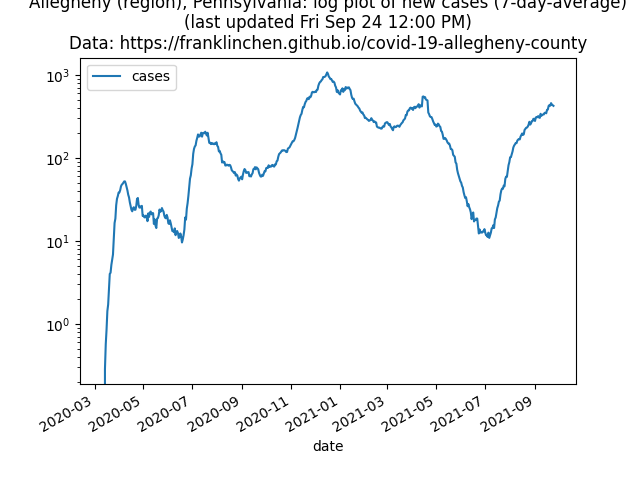 Allegheny (region), Pennsylvania: log plot of new cases (7-day-average)
(last updated Fri Sep 24 12:00 PM)
Data: https://franklinchen.github.io/covid-19-allegheny-county
cases
10³
10²
10¹
10⁰
2020-03 2020-05 2020-07 2020-09 2020-11 2021-01 2021-03 2021-05 2021-07 2021-09
date